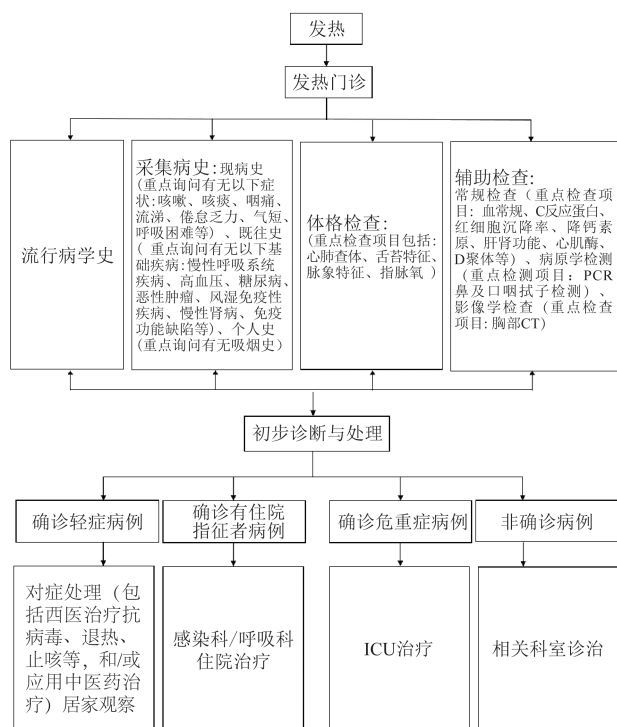 发热
发热门诊
流行病学史
采集病史:现病史
(重点询问有无以下症
状:咳嗽、咳痰、咽痛、
流涕、倦怠乏力、气短、
呼吸困难等)、既往史
( 重点询问有无以下
基础疾病:慢性呼吸系统
疾病、高血压、糖尿病、
恶性肿瘤、风湿免疫性
疾病、慢性肾病、免疫
功能缺陷等)、个人史
(重点询问有无吸烟史)
体格检查:
(重点检查项目包括:
心肺查体、舌苔特征、
脉象特征、指脉氧 )
辅助检查:
常规检查(重点检查项
目: 血常规、C反应蛋白、
红细胞沉降率、降钙素
原、肝肾功能、心肌酶、
D聚体等)、病原学检测
(重点检测项目: PCR
鼻及口咽拭子检测)、
影像学检查(重点检查
项目: 胸部CT)
初步诊断与处理
确诊轻症病例
确诊有住院
指征者病例
确诊危重症病例
非确诊病例
对症处理(包
括西医治疗抗
病毒、退热、
止咳等, 和/或
应用中医药治
疗)居家观察
感染科/呼吸科
住院治疗
ICU治疗
相关科室诊治